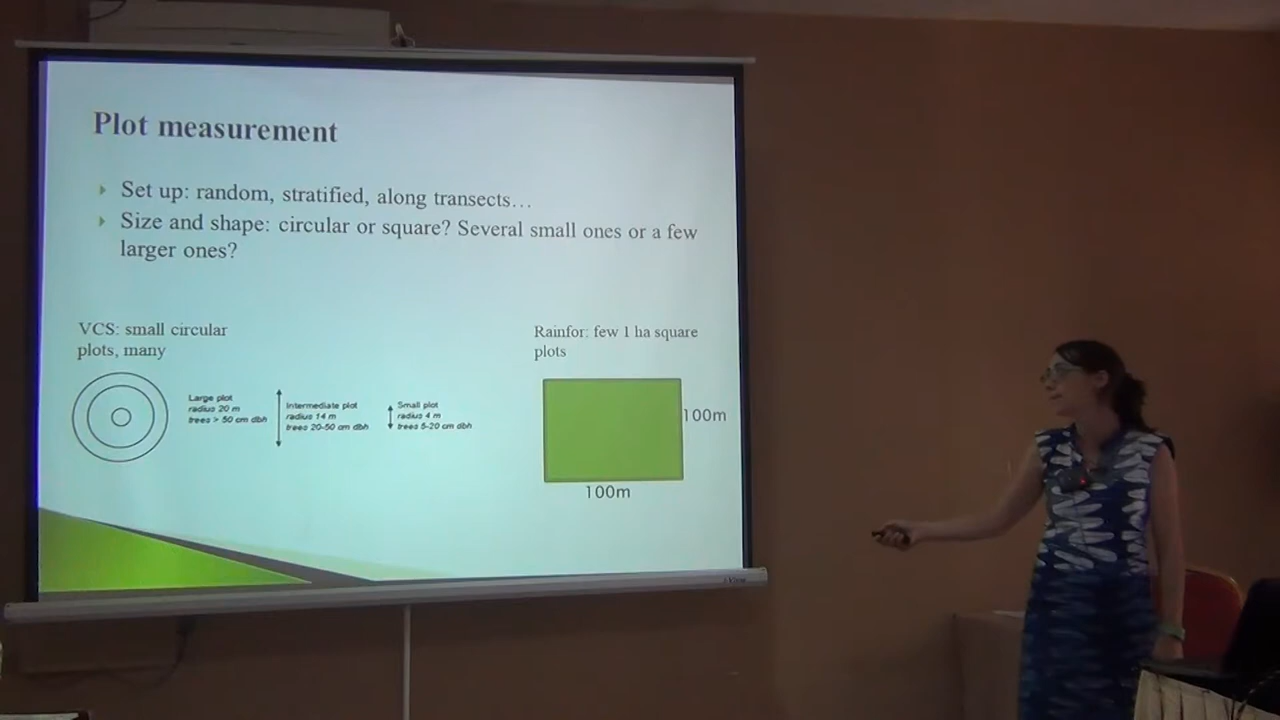 Plot measurement
Set up: random, stratified, along transects…
Size and shape: circular or square? Several small ones or a few
larger ones?
VCS: small circular
plots, many
Large plot
radius 20 m
trees > 50 cm dbh
Intermediate plot
radius 14 m
trees 20-50 cm dbh
Small plot
radius 4 m
trees 5-20 cm dbh
Rainfor: few 1 ha square
plots
100m
100m